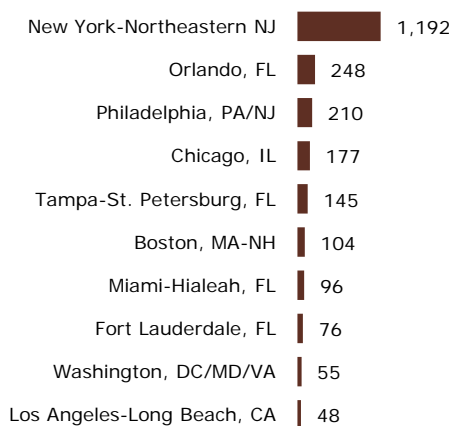 New York-Northeastern NJ 1,192
Orlando, FL 248
Philadelphia, PA/NJ 210
Chicago, IL 177
Tampa-St. Petersburg, FL 145
Boston, MA-NH 104
Miami-Hialeah, FL 96
Fort Lauderdale, FL 76
Washington, DC/MD/VA 55
Los Angeles-Long Beach, CA 48